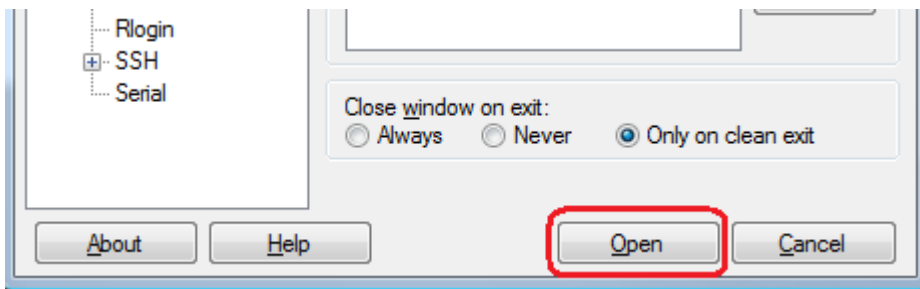 Rlogin
SSH
Serial
Close window on exit:
Always Never Only on clean exit
About Help Open Cancel